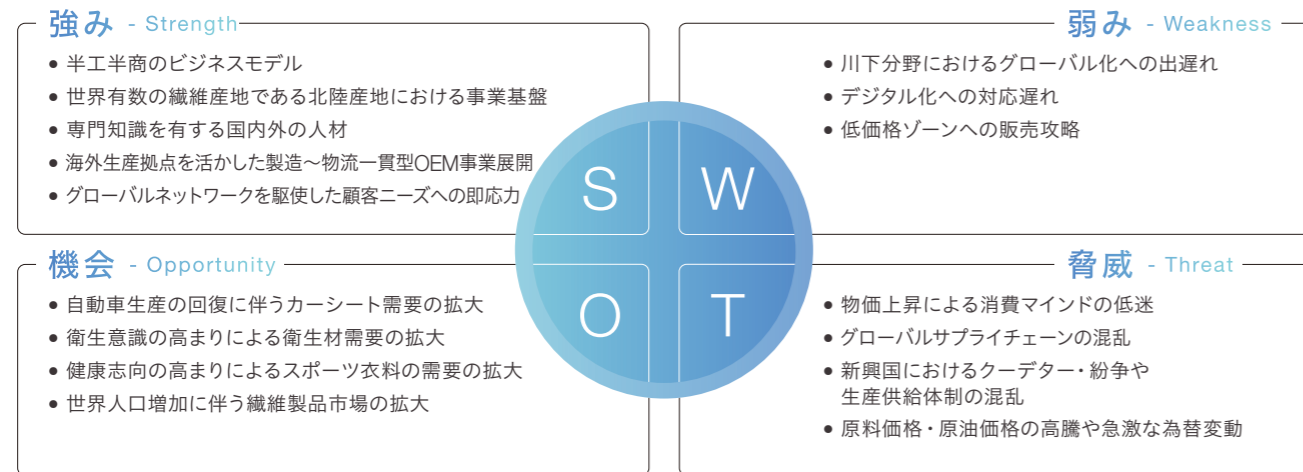 強み - Strength
• 半工半商のビジネスモデル
• 世界有数の繊維産地である北陸産地における事業基盤
• 専門知識を有する国内外の人材
• 海外生産拠点を活かした製造～物流一貫型OEM事業展開
• グローバルネットワークを駆使した顧客ニーズへの即応力
弱み - Weakness
• 川下分野におけるグローバル化への出遅れ
• デジタル化への対応遅れ
• 低価格ゾーンへの販売攻略
S W
O T
機会 - Opportunity
• 自動車生産の回復に伴うカーシート需要の拡大
• 衛生意識の高まりによる衛生材需要の拡大
• 健康志向の高まりによるスポーツ衣料の需要の拡大
• 世界人口増加に伴う繊維製品市場の拡大
脅威 - Threat
• 物価上昇による消費マインドの低迷
• グローバルサプライチェーンの混乱
• 新興国におけるクーデター・紛争や
生産供給体制の混乱
• 原料価格・原油価格の高騰や急激な為替変動